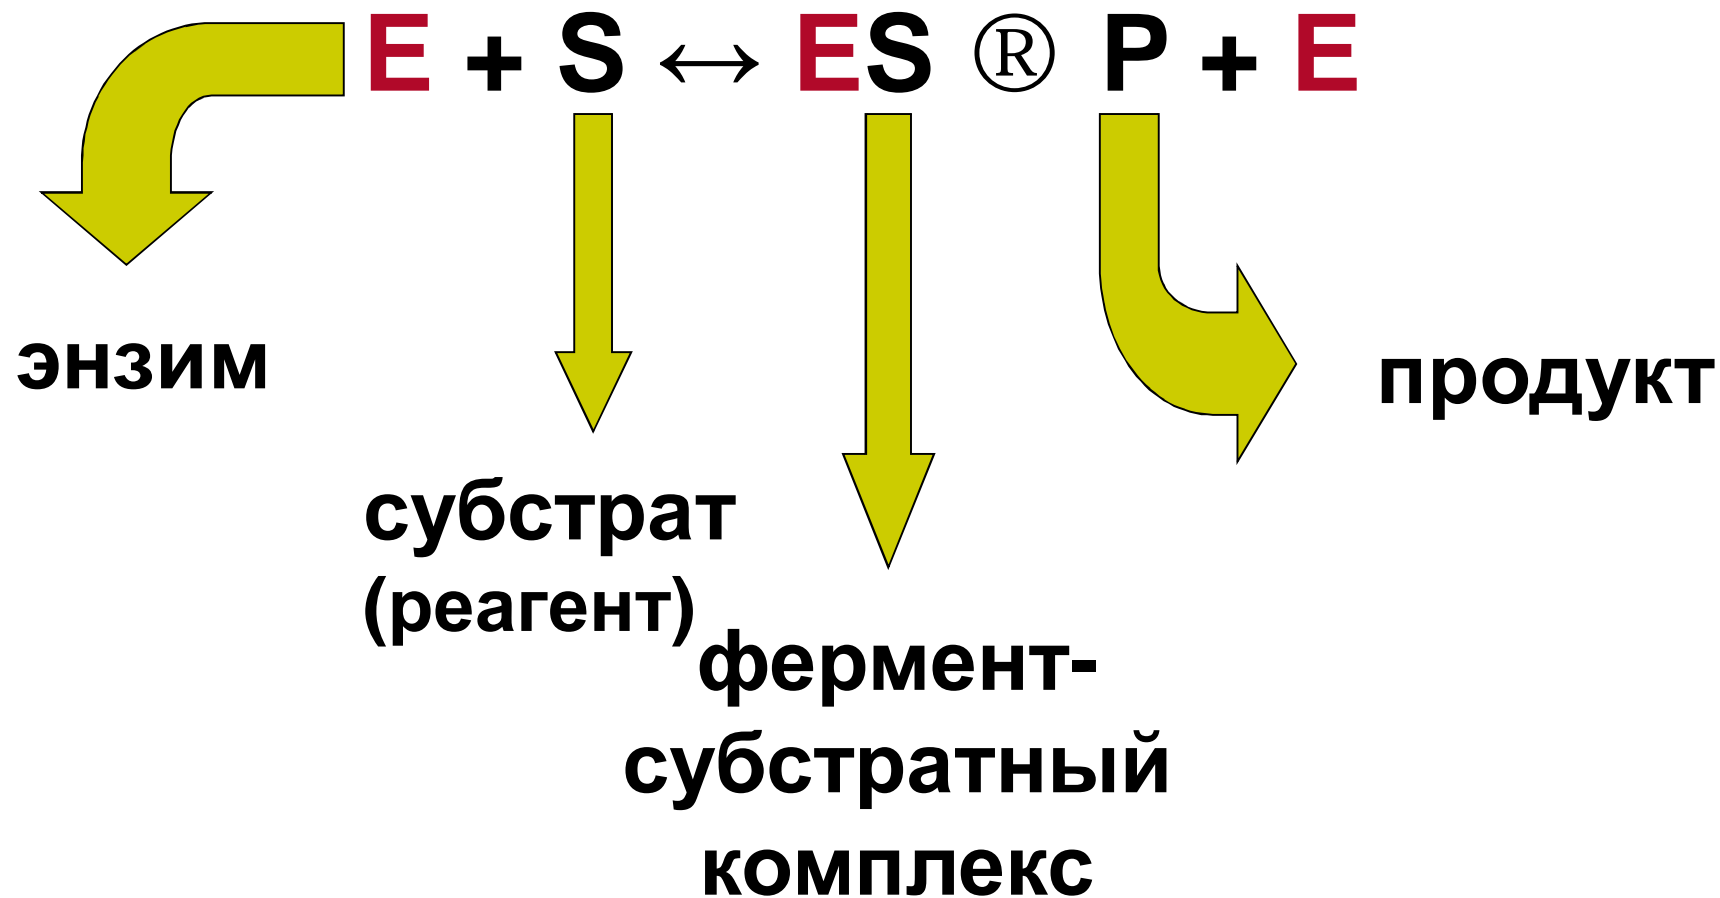 E + S ↔ ES ® P + E
энзим
продукт
субстрат
(реагент)
фермент-
субстратный
комплекс